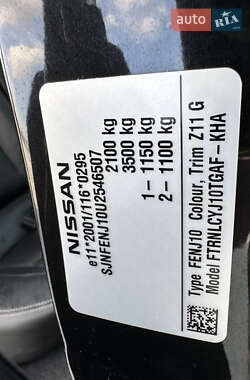 AUTO.RIA.com
NISSAN
e11*2001/116*0295
SJNFENJ10U2546507
2100 kg
3500 kg
1- 1150 kg
2- 1100 kg
Type FENJ10 Colour, Trim Z11 G
Model FTRNLCYJ10TGAF-KHA